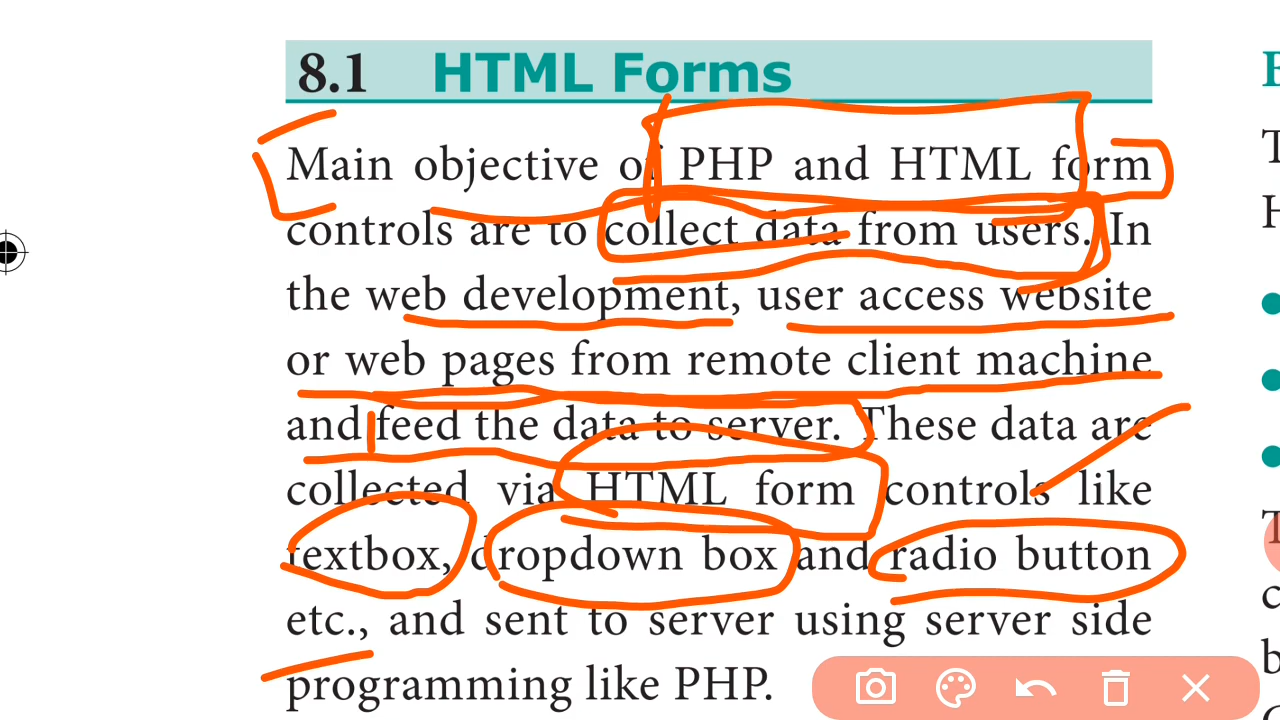 8.1 HTML Forms
Main objective of PHP and HTML form
controls are to collect data from users. In
the web development, user access website
or web pages from remote client machine
and feed the data to server. These data are
collected via HTML form controls like
textbox, dropdown box and radio button
etc., and sent to server using server side
programming like PHP.